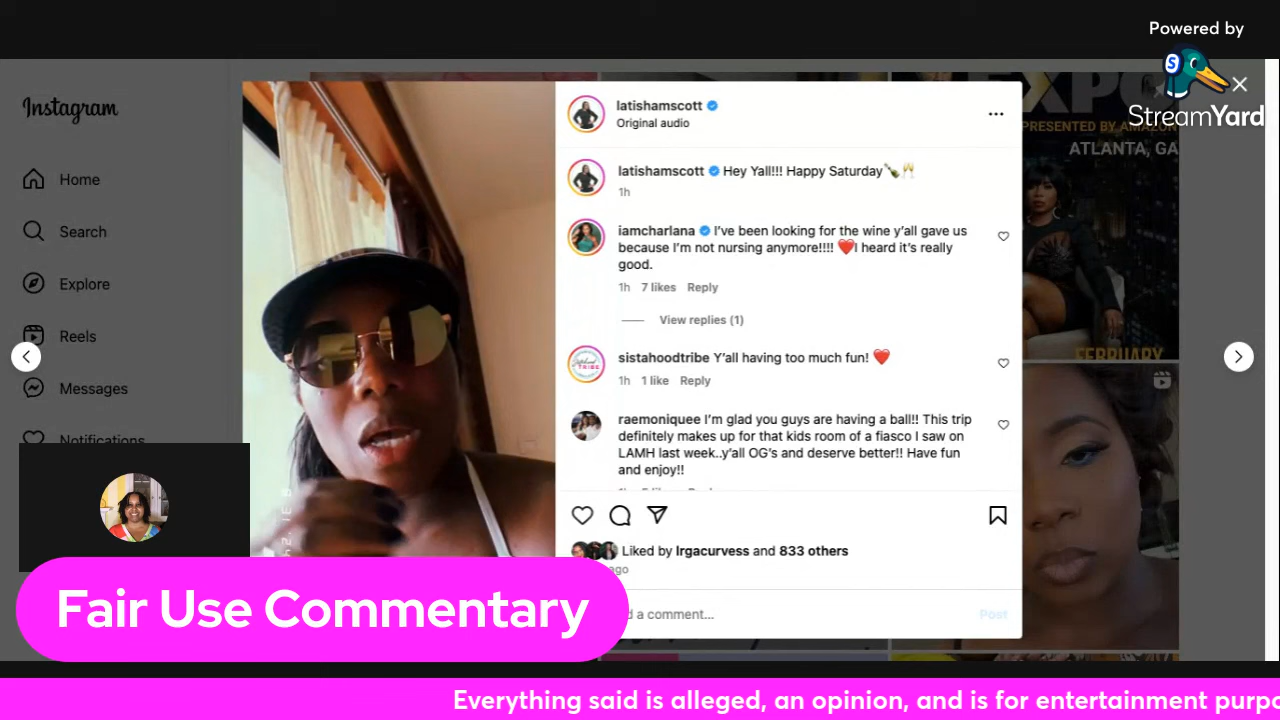 Powered by
StreamYard
Instagram
Home
Search
Explore
Reels
Messages
Notifications
latishamscott
Original audio
latishamscott Hey Yall!!! Happy Saturday🍾🥂
1h
iamcharlana I've been looking for the wine y'all gave us
because I'm not nursing anymore!!!! ❤️I heard it's really
good.
1h 7 likes Reply
View replies (1)
sistahoodtribe Y'all having too much fun! ❤️
1h 1 like Reply
raemoniquee I'm glad you guys are having a ball!! This trip
definitely makes up for that kids room of a fiasco I saw on
LAMH last week..y'all OG's and deserve better!! Have fun
and enjoy!!
Liked by lrgacurvess and 833 others
ago
d a comment...
Post
EXPO
PRESENTED BY AMAZON
ATLANTA, GA
FEBRUARY
Fair Use Commentary
Everything said is alleged, an opinion, and is for entertainment purpo